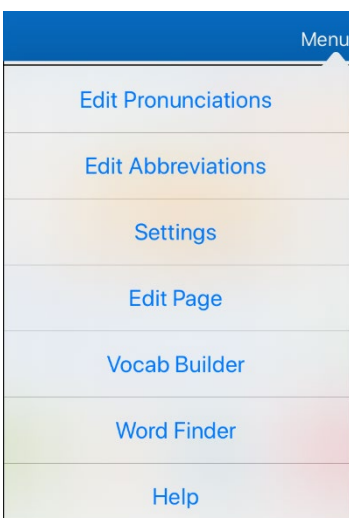 Menu
Edit Pronunciations
Edit Abbreviations
Settings
Edit Page
Vocab Builder
Word Finder
Help